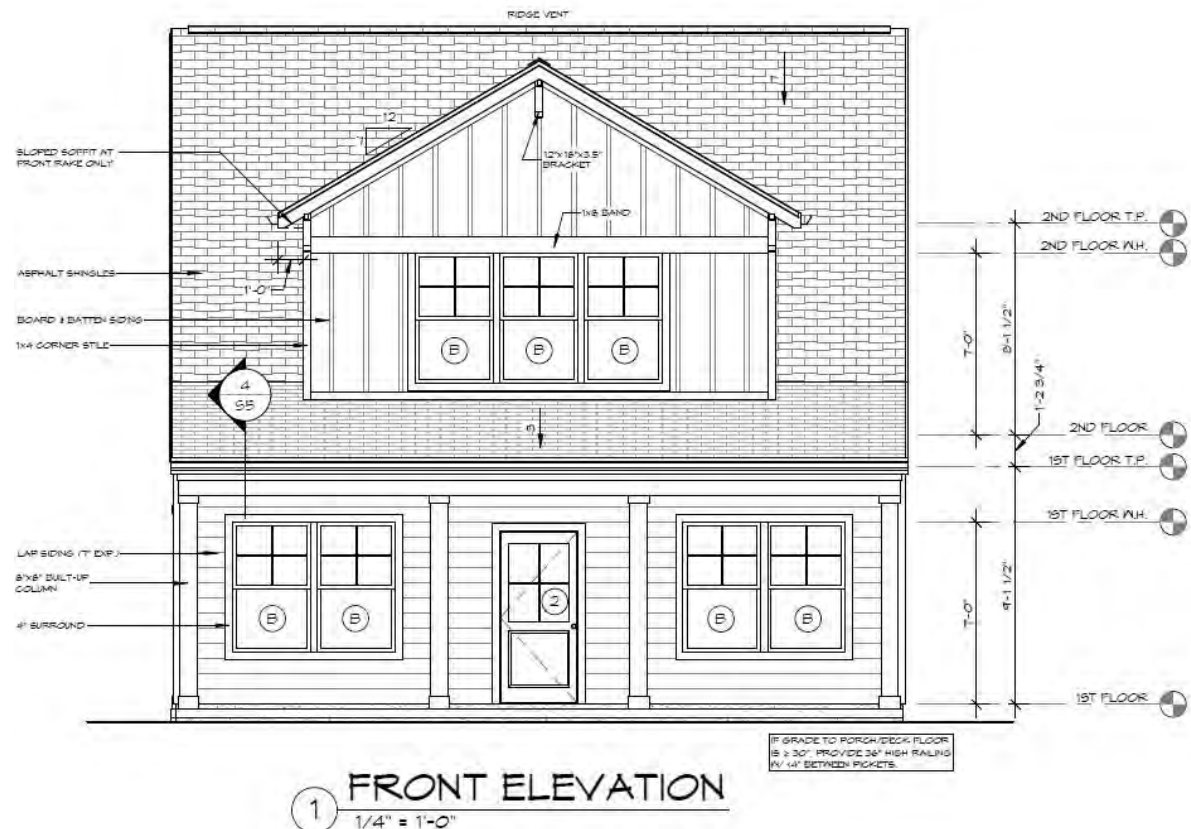 RIDGE VENT
7
12
7
SLOPED SOFFIT AT
FRONT RAKE ONLY
12"x18"x3.5"
BRACKET
1x8 BAND
2ND FLOOR T.P.
2ND FLOOR W.H.
ASPHALT SHINGLES
1'-0"
BOARD & BATTEN SIDING
1x4 CORNER STILE
B
B
B
7'-0"
8'-1 1/2"
1'-2 3/4"
4
S5
3
2ND FLOOR
1ST FLOOR T.P.
1ST FLOOR W.H.
LAP SIDING (7" EXP.)
8"x8" BUILT-UP
COLUMN
4" SURROUND
B
B
2
B
B
7'-0"
9'-1 1/2"
1ST FLOOR
IF GRADE TO PORCH/DECK FLOOR
IS ≥ 30", PROVIDE 36" HIGH RAILING
W/ <4" BETWEEN PICKETS.
1
FRONT ELEVATION
1/4" = 1'-0"